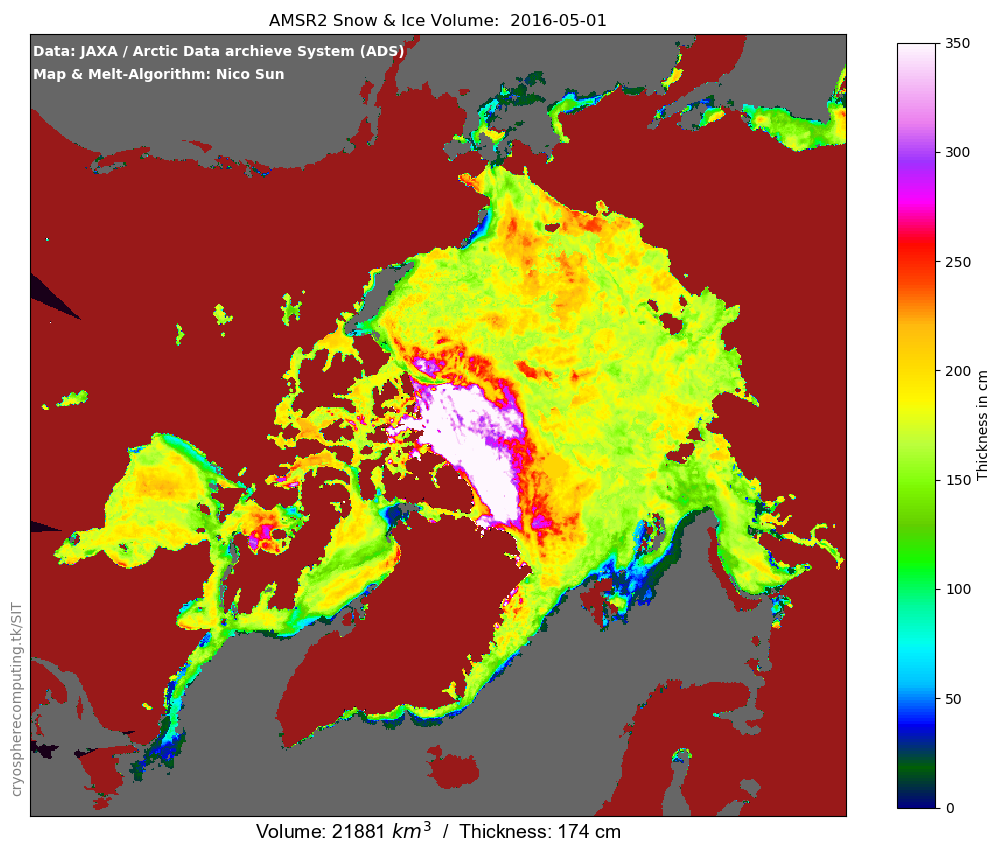 AMSR2 Snow & Ice Volume:  2016-05-01
Data: JAXA / Arctic Data archieve System (ADS)
Map & Melt-Algorithm: Nico Sun
350
300
250
200
150
100
50
0
Thickness in cm
cryospherecomputing.tk/SIT
Volume: 21881 km³  /  Thickness: 174 cm